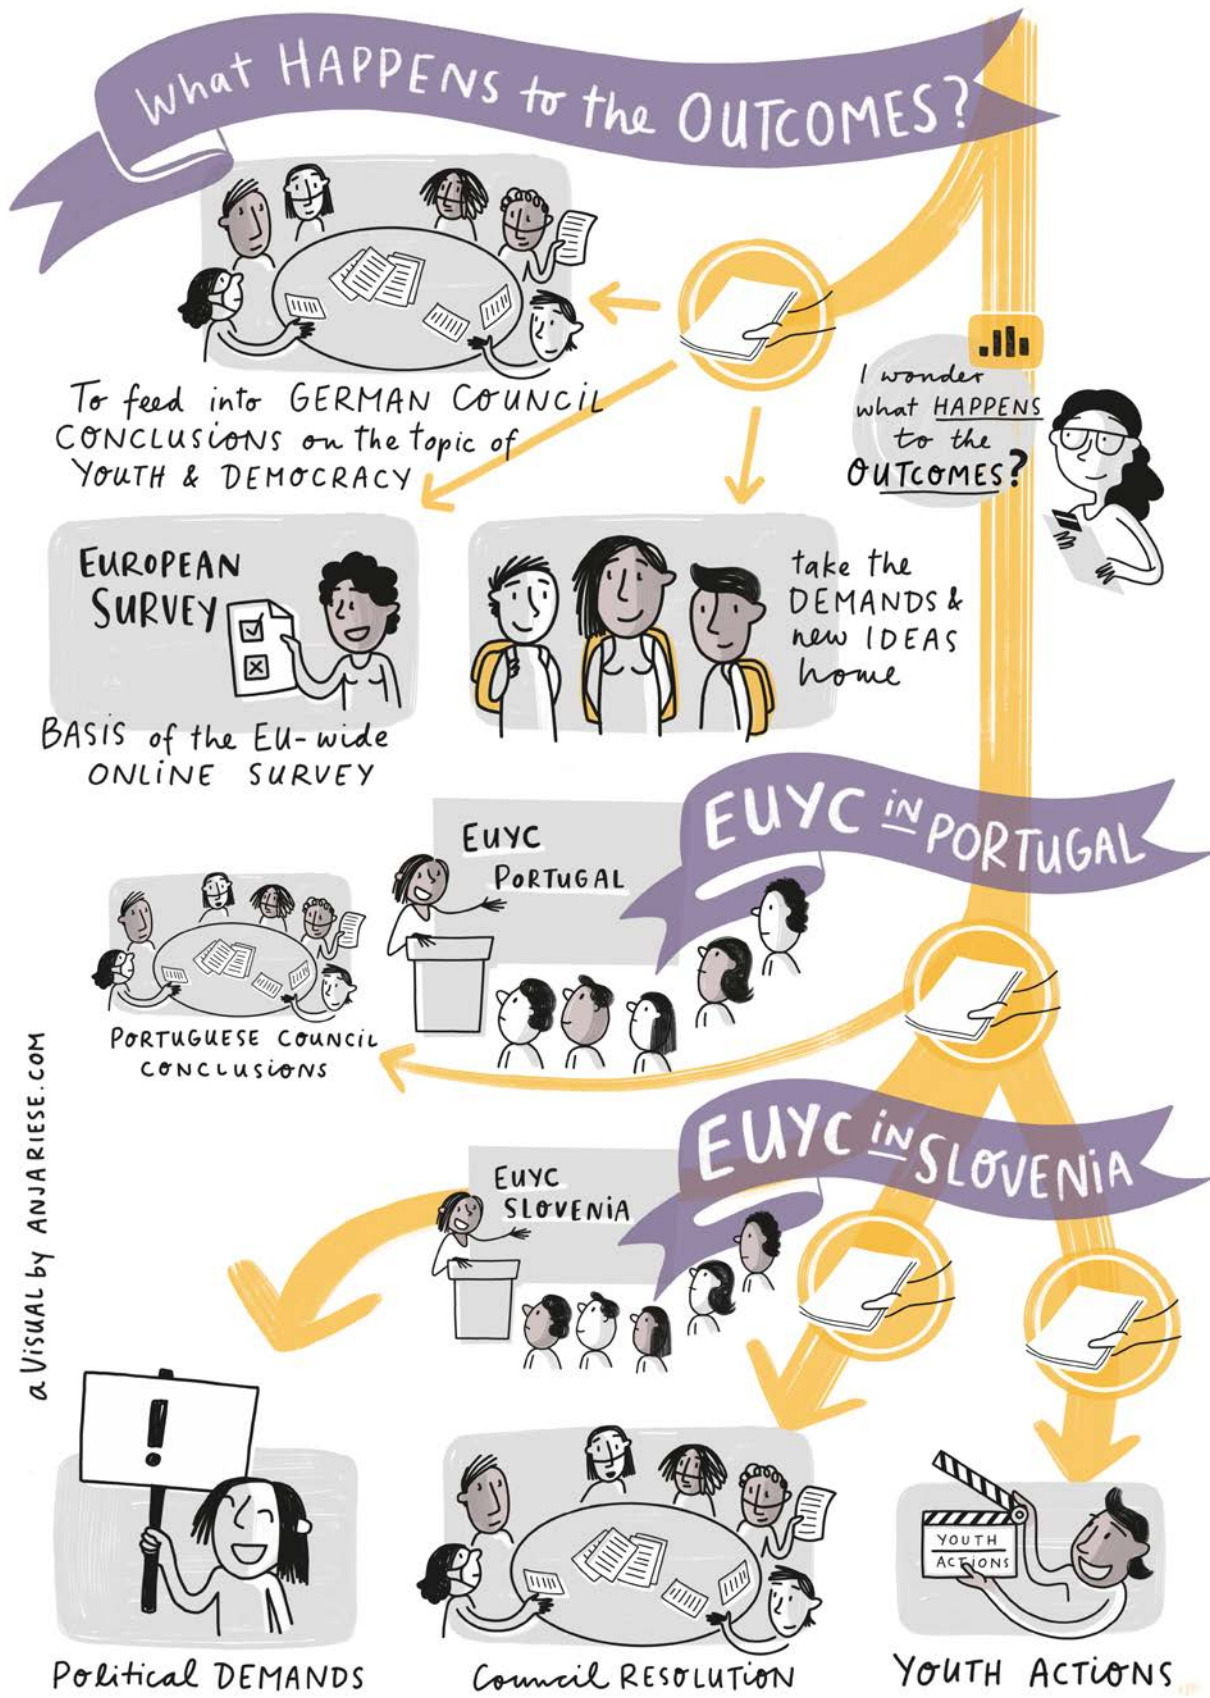 What HAPPENS to the OUTCOMES?
To feed into GERMAN COUNCIL
CONCLUSIONS on the topic of
YOUTH & DEMOCRACY
I wonder
what HAPPENS
to the
OUTCOMES?
EUROPEAN
SURVEY
BASIS of the EU-wide
ONLINE SURVEY
take the
DEMANDS &
new IDEAS
home
EUYC IN PORTUGAL
EUYC
PORTUGAL
PORTUGUESE COUNCIL
CONCLUSIONS
EUYC IN SLOVENIA
EUYC
SLOVENIA
a Visual by ANJARIESE.COM
!
Political DEMANDS
Council RESOLUTION
YOUTH
ACTIONS
YOUTH ACTIONS